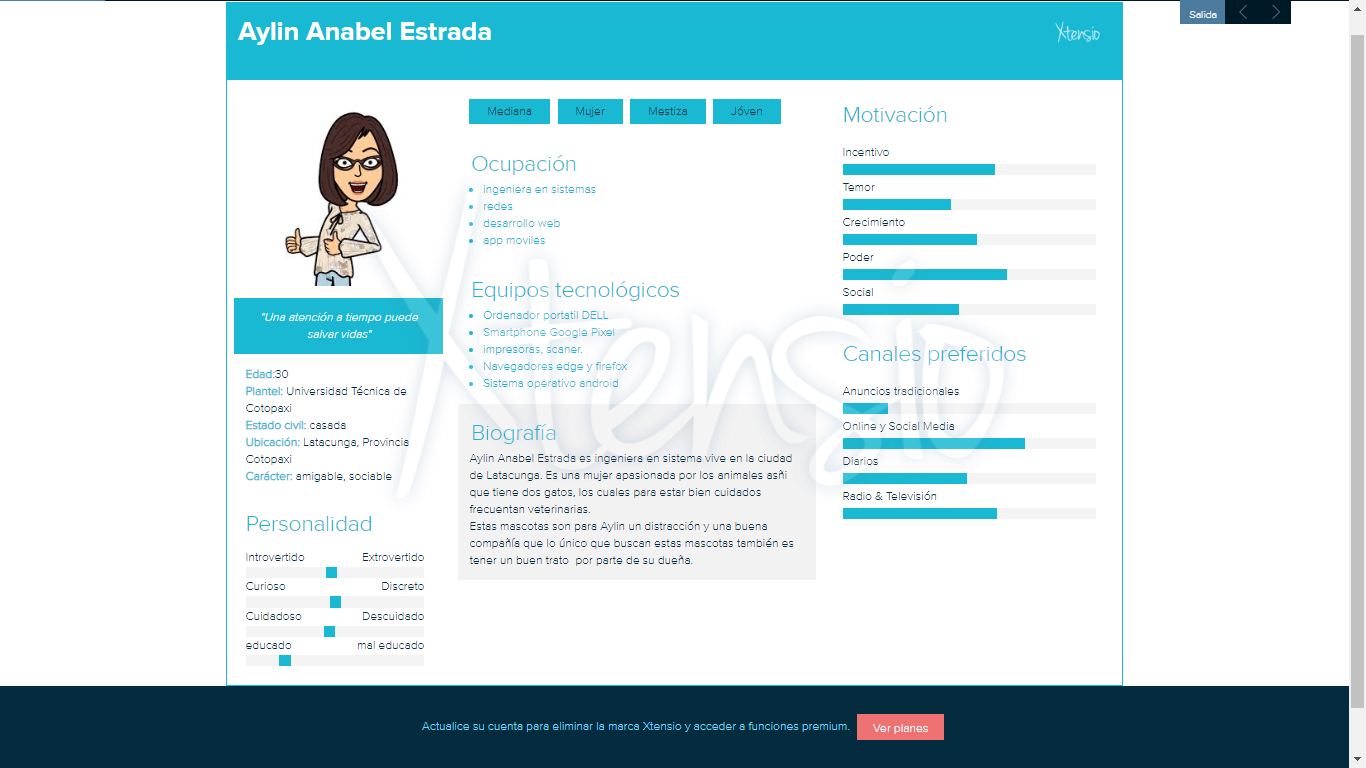 Salida
Aylin Anabel Estrada
Xtensio
"Una atención a tiempo puede
salvar vidas"
Edad:30
Plantel: Universidad Técnica de
Cotopaxi
Estado civil: casada
Ubicación: Latacunga, Provincia
Cotopaxi
Carácter: amigable, sociable
Personalidad
Introvertido Extrovertido
Curioso Discreto
Cuidadoso Descuidado
educado mal educado
Mediana Mujer Mestiza Jóven
Ocupación
ingeniera en sistemas
redes
desarrollo web
app moviles
Equipos tecnológicos
Ordenador portatil DELL
Smartphone Google Pixel
impresoras, scaner.
Navegadores edge y firefox
Sistema operativo android
Biografía
Aylin Anabel Estrada es ingeniera en sistema vive en la ciudad
de Latacunga. Es una mujer apasionada por los animales asñi
que tiene dos gatos, los cuales para estar bien cuidados
frecuentan veterinarias.
Estas mascotas son para Aylin un distracción y una buena
compañía que lo único que buscan estas mascotas también es
tener un buen trato  por parte de su dueña.
Motivación
Incentivo
Temor
Crecimiento
Poder
Social
Canales preferidos
Anuncios tradicionales
Online y Social Media
Diarios
Radio & Televisión
Xtensio
Actualice su cuenta para eliminar la marca Xtensio y acceder a funciones premium. Ver planes